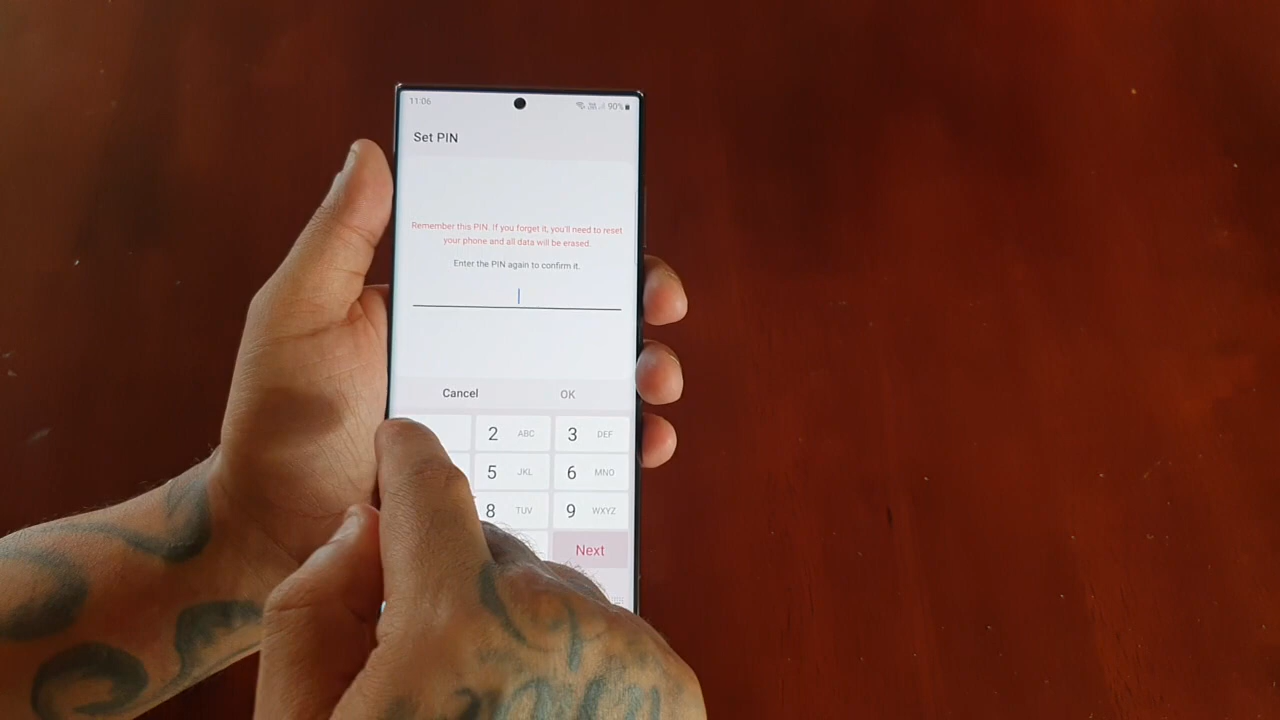 11:06 90%
Set PIN
Remember this PIN. If you forget it, you'll need to reset
your phone and all data will be erased.
Enter the PIN again to confirm it.
Cancel OK
2 ABC 3 DEF
5 JKL 6 MNO
8 TUV 9 WXYZ
Next